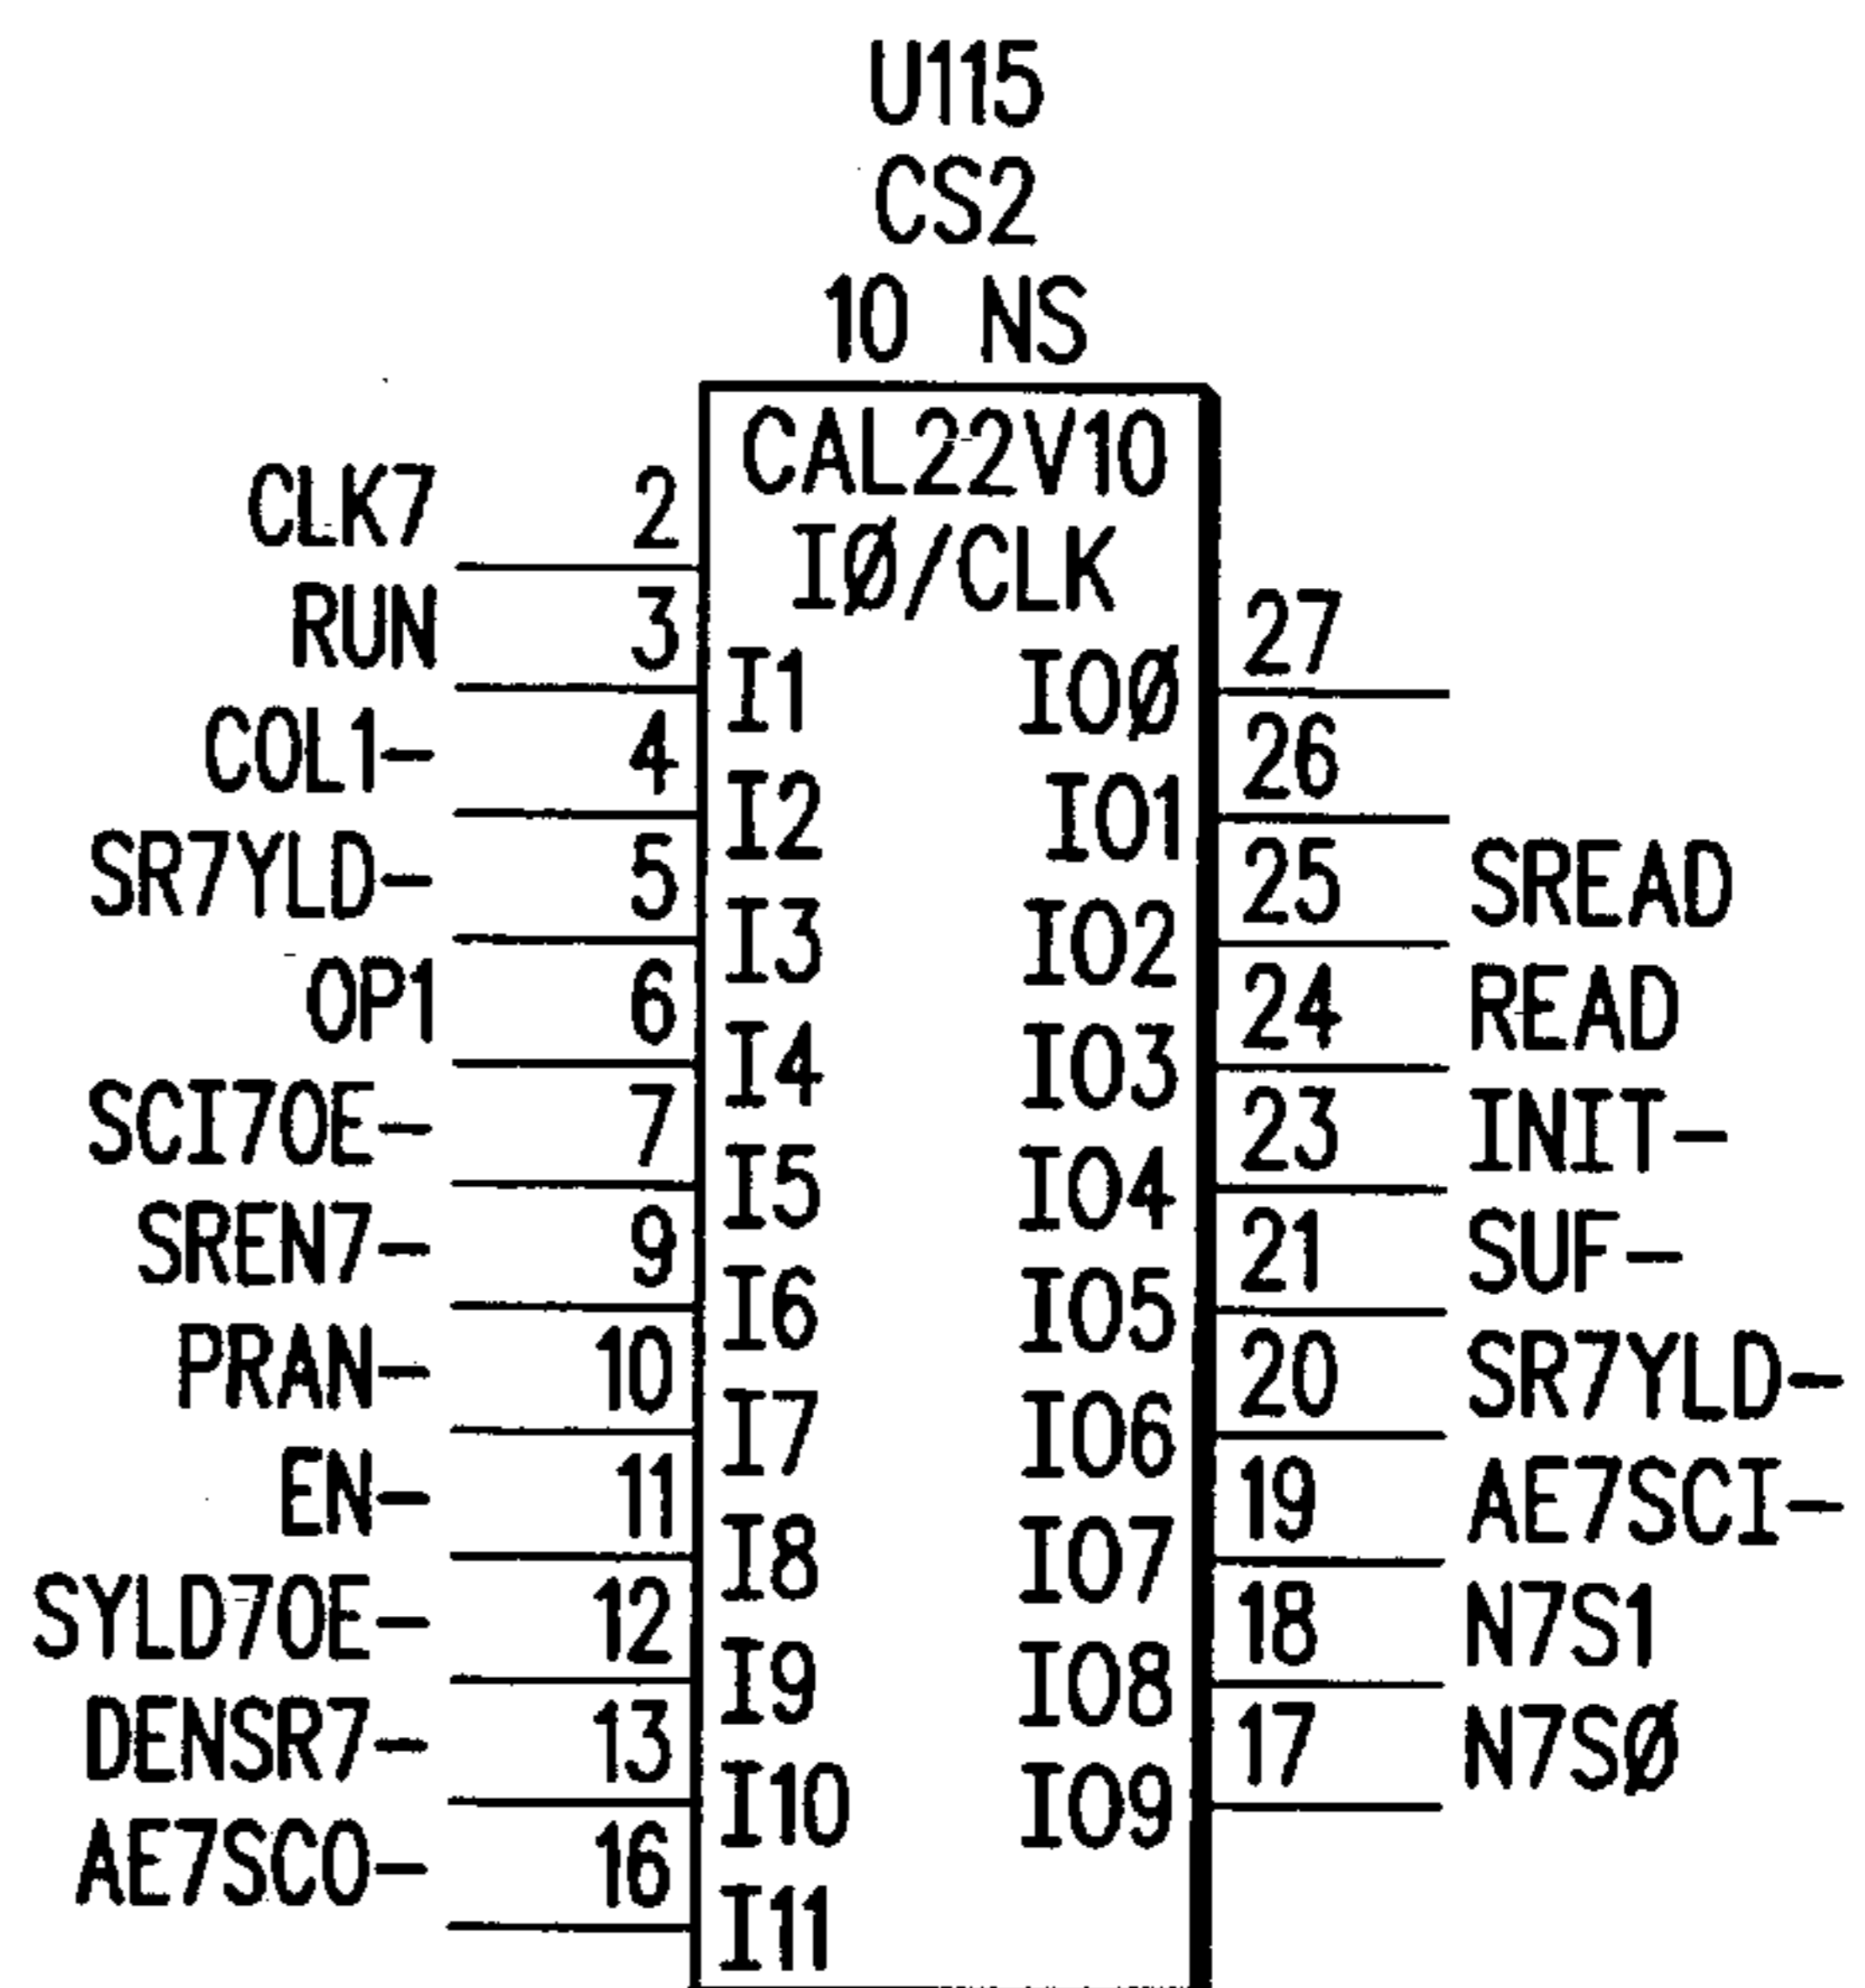 U115
CS2
10 NS
CAL22V10
CLK7 2 IØ/CLK
RUN 3 I1 IOØ 27
COL1- 4 I2 IO1 26
SR7YLD- 5 I3 IO2 25 SREAD
OP1 6 I4 IO3 24 READ
SCI7OE- 7 I5 IO4 23 INIT-
SREN7- 9 I6 IO5 21 SUF-
PRAN- 10 I7 IO6 20 SR7YLD-
EN- 11 I8 IO7 19 AE7SCI-
SYLD7OE- 12 I9 IO8 18 N7S1
DENSR7- 13 I10 IO9 17 N7SØ
AE7SCO- 16 I11